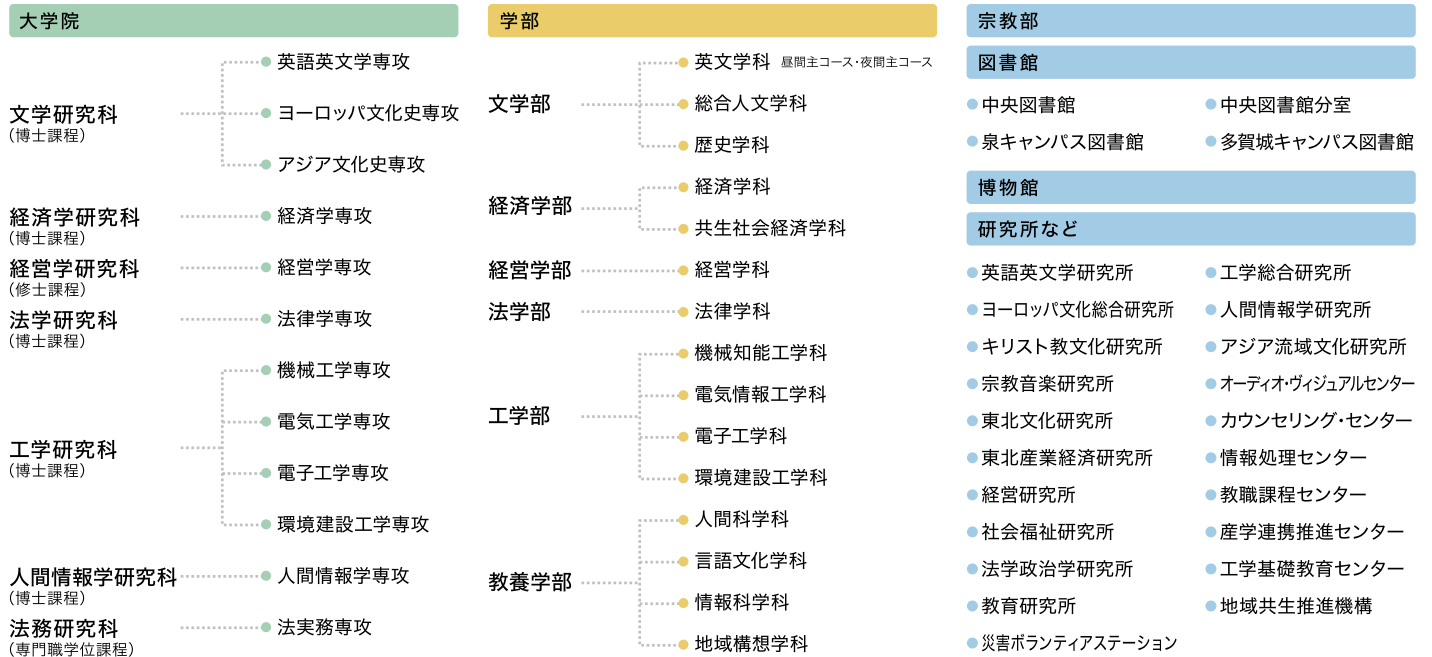 大学院
文学研究科
(博士課程)
英語英文学専攻
ヨーロッパ文化史専攻
アジア文化史専攻
経済学研究科
(博士課程)
経済学専攻
経営学研究科
(修士課程)
経営学専攻
法学研究科
(博士課程)
法律学専攻
工学研究科
(博士課程)
機械工学専攻
電気工学専攻
電子工学専攻
環境建設工学専攻
人間情報学研究科
(博士課程)
人間情報学専攻
法務研究科
(専門職学位課程)
法実務専攻
学部
文学部
英文学科 昼間主コース・夜間主コース
総合人文学科
歴史学科
経済学部
経済学科
共生社会経済学科
経営学部
経営学科
法学部
法律学科
工学部
機械知能工学科
電気情報工学科
電子工学科
環境建設工学科
教養学部
人間科学科
言語文化学科
情報科学科
地域構想学科
宗教部
図書館
中央図書館
中央図書館分室
泉キャンパス図書館
多賀城キャンパス図書館
博物館
研究所など
英語英文学研究所
ヨーロッパ文化総合研究所
キリスト教文化研究所
宗教音楽研究所
東北文化研究所
東北産業経済研究所
経営研究所
社会福祉研究所
法学政治学研究所
教育研究所
災害ボランティアステーション
工学総合研究所
人間情報学研究所
アジア流域文化研究所
オーディオ・ヴィジュアルセンター
カウンセリング・センター
情報処理センター
教職課程センター
産学連携推進センター
工学基礎教育センター
地域共生推進機構